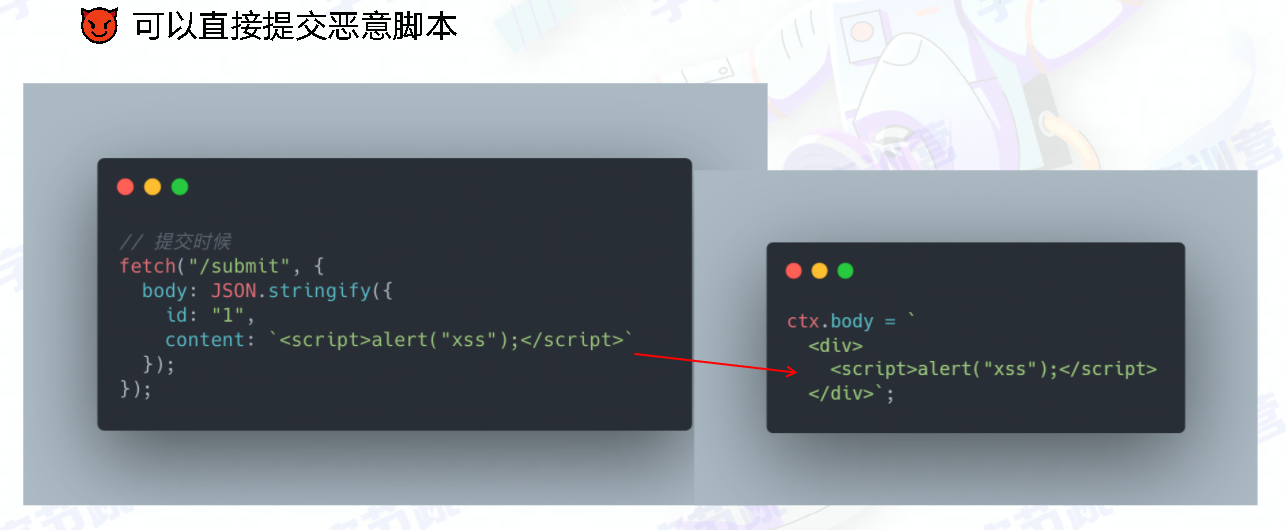 😈 可以直接提交恶意脚本
// 提交时候
fetch("/submit", {
  body: JSON.stringify({
    id: "1",
    content: `<script>alert("xss");</script>`
  });
});
ctx.body = `
  <div>
    <script>alert("xss");</script>
  </div>`;